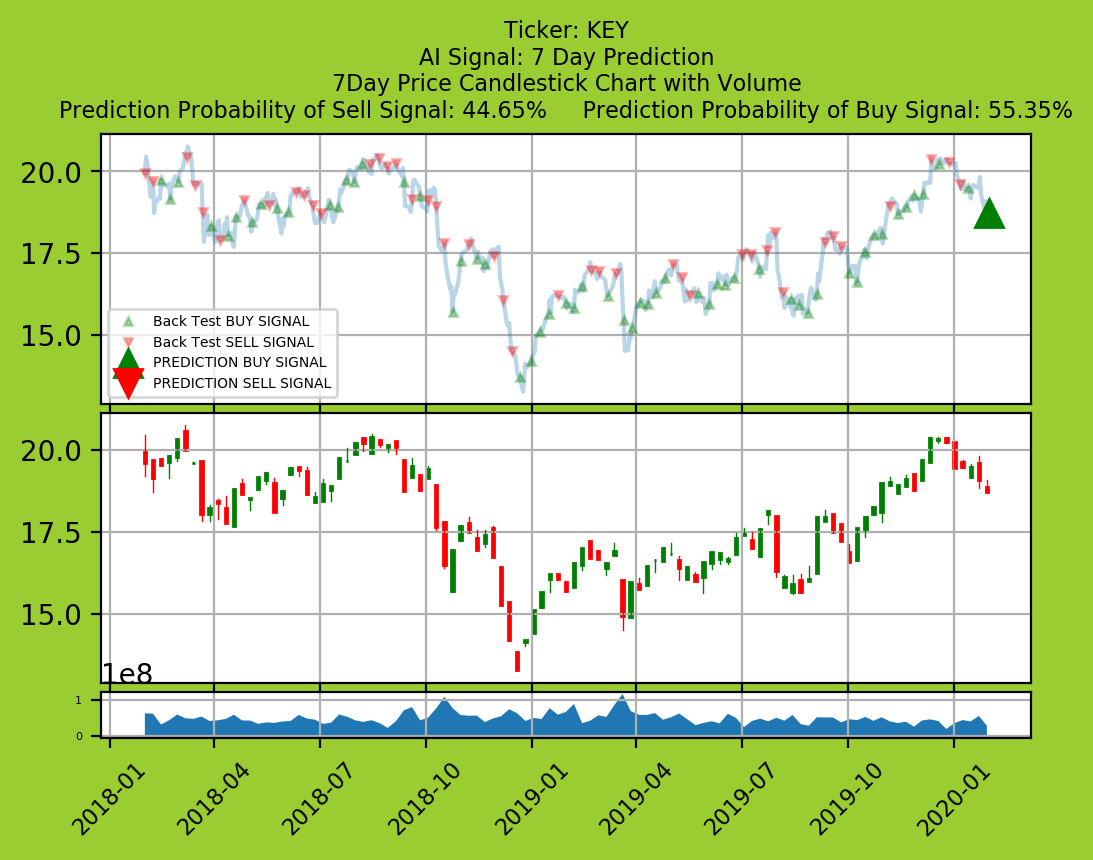 Ticker: KEY
AI Signal: 7 Day Prediction
7Day Price Candlestick Chart with Volume
Prediction Probability of Sell Signal: 44.65% Prediction Probability of Buy Signal: 55.35%
20.0
17.5
15.0
Back Test BUY SIGNAL
Back Test SELL SIGNAL
PREDICTION BUY SIGNAL
PREDICTION SELL SIGNAL
20.0
17.5
15.0
1e8
1
0
2018-01 2018-04 2018-07 2018-10 2019-01 2019-04 2019-07 2019-10 2020-01